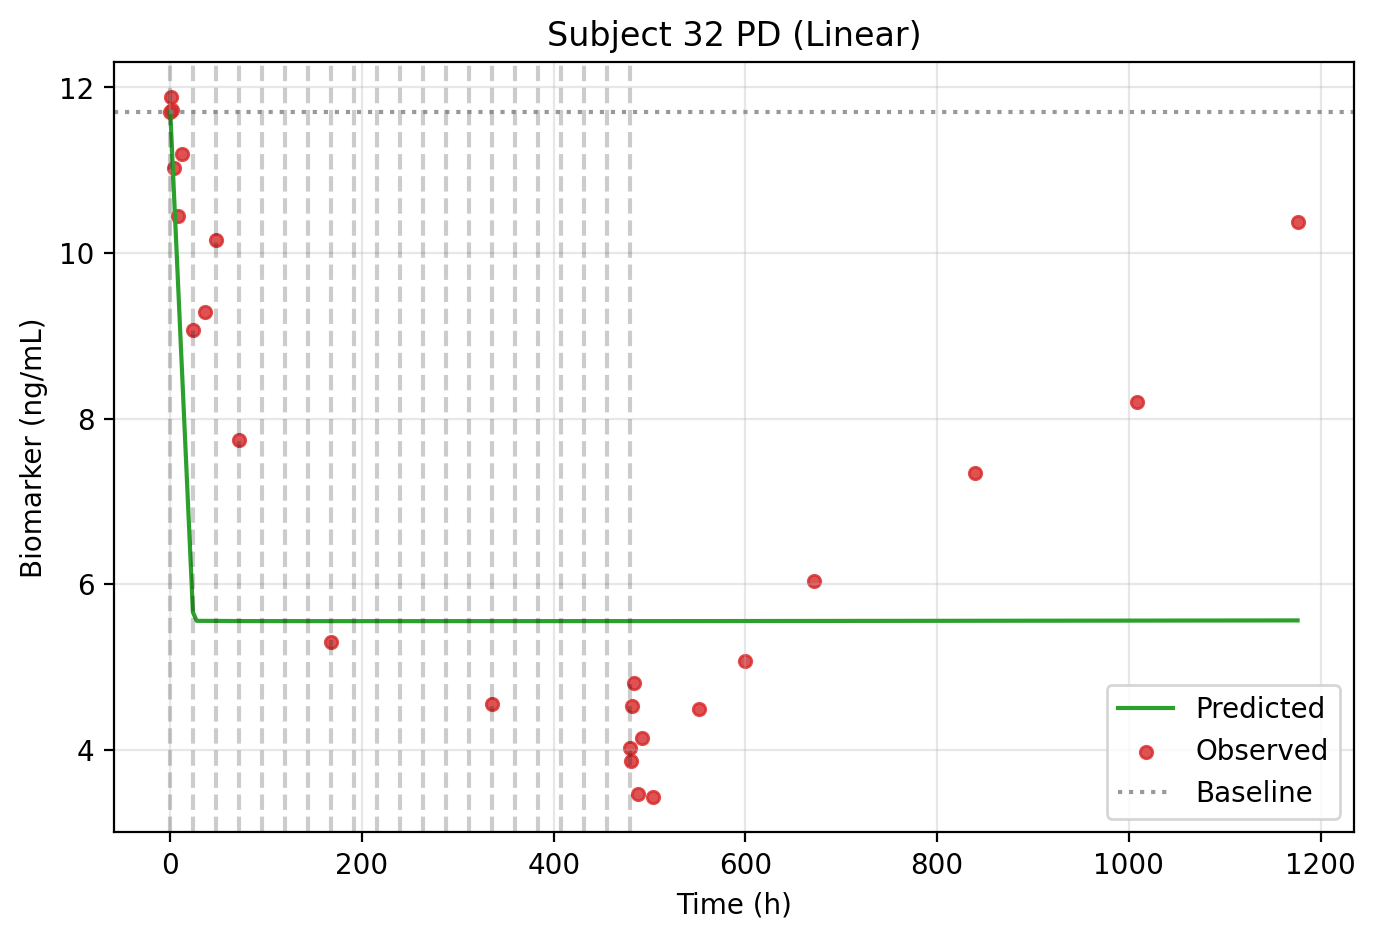 Subject 32 PD (Linear)
Biomarker (ng/mL)
12
10
8
6
4
0
200
400
600
800
1000
1200
Time (h)
Predicted
Observed
Baseline